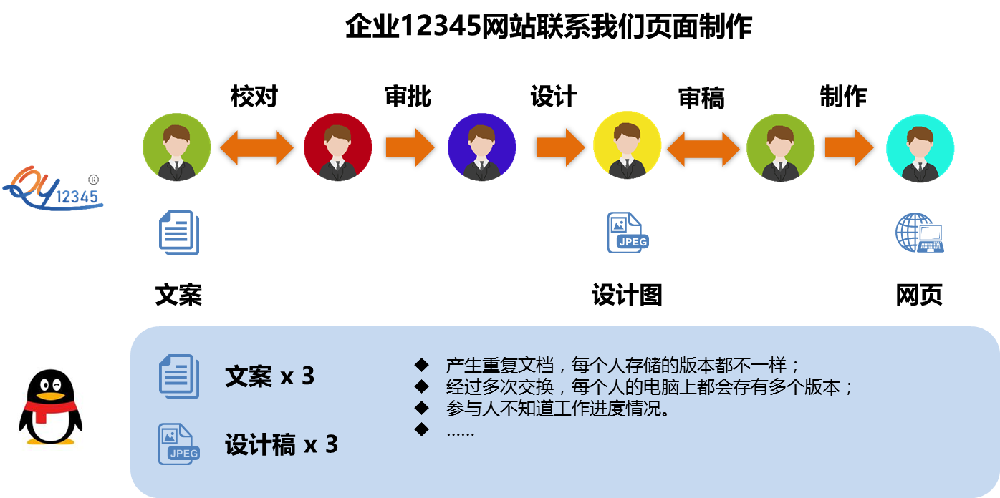 企业12345网站联系我们页面制作
校对
审批
设计
审稿
制作
QY12345®
JPEG
文案
设计图
网页
文案 x 3
JPEG
设计稿 x 3
◆ 产生重复文档，每个人存储的版本都不一样；
◆ 经过多次交换，每个人的电脑上都会存有多个版本；
◆ 参与人不知道工作进度情况。
◆ ......